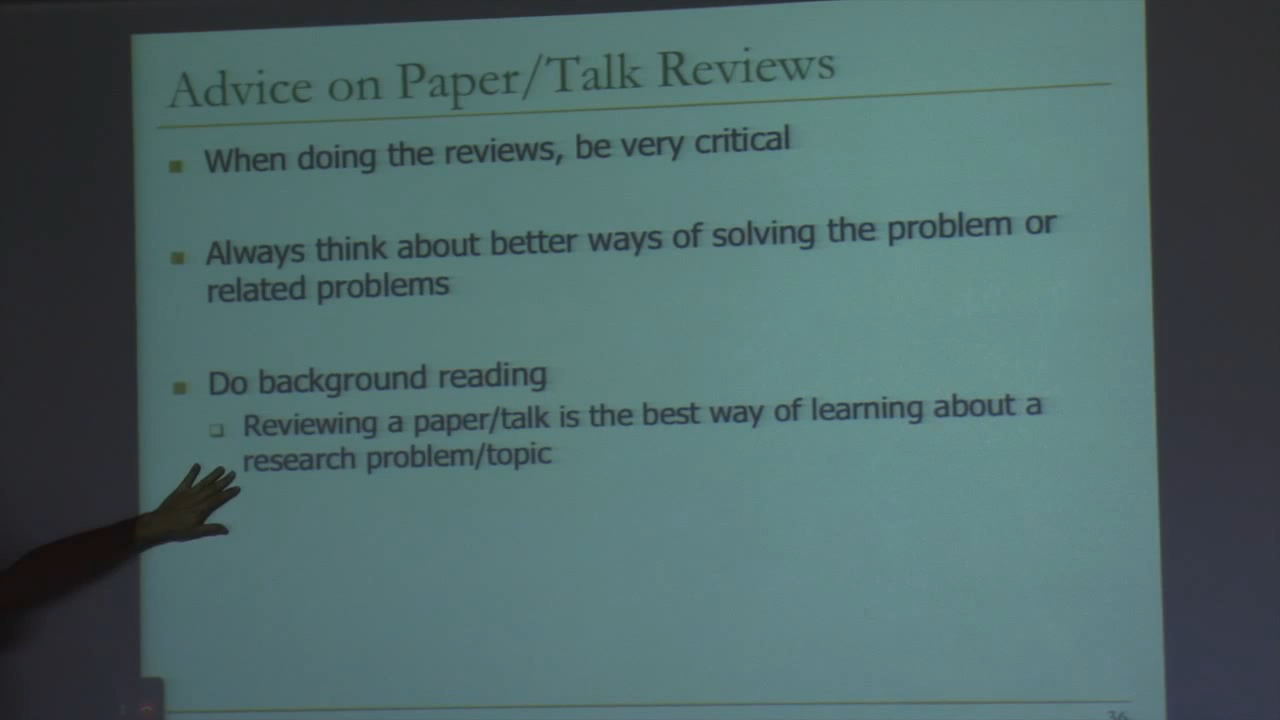 Advice on Paper/Talk Reviews
When doing the reviews, be very critical
Always think about better ways of solving the problem or
related problems
Do background reading
Reviewing a paper/talk is the best way of learning about a
research problem/topic
36